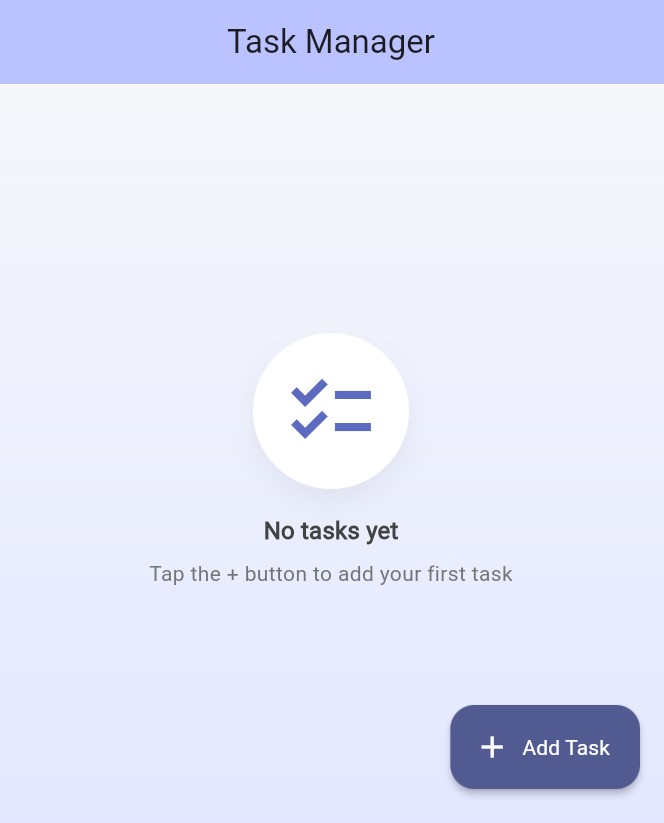 Task Manager
No tasks yet
Tap the + button to add your first task
+ Add Task